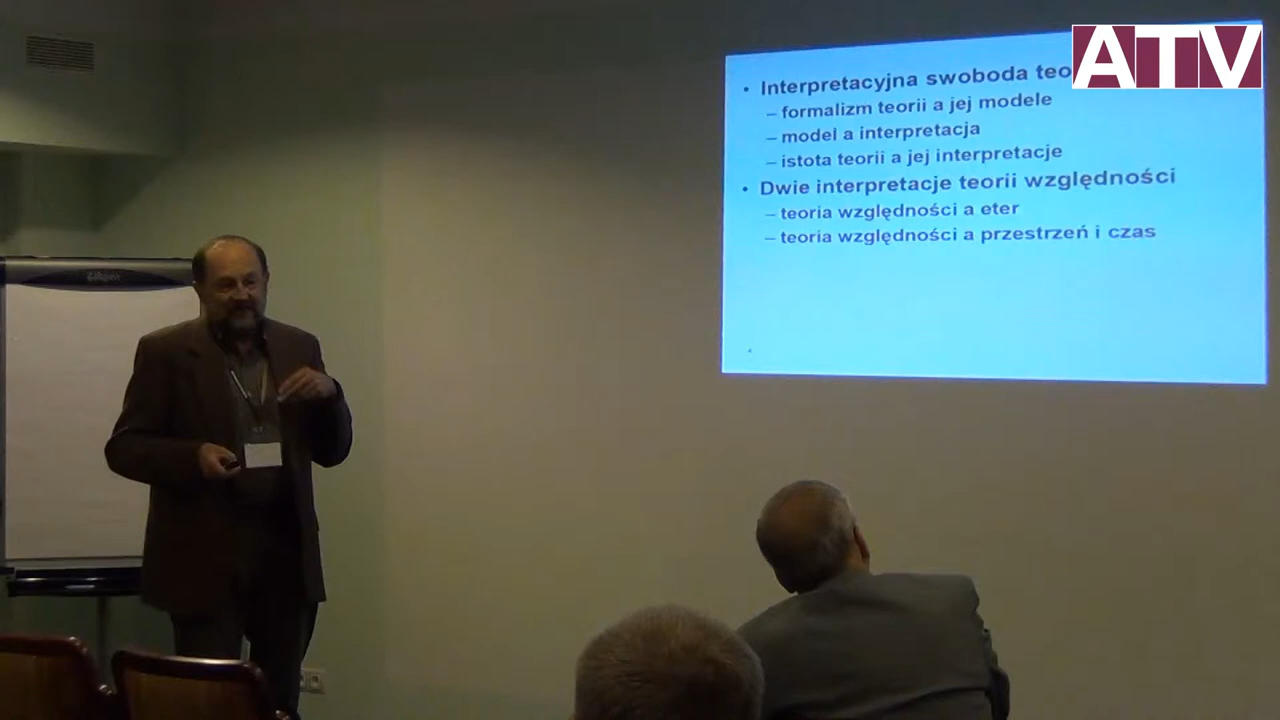 ATV
• Interpretacyjna swoboda teo
– formalizm teorii a jej modele
– model a interpretacja
– istota teorii a jej interpretacje
• Dwie interpretacje teorii względności
– teoria względności a eter
– teoria względności a przestrzeń i czas